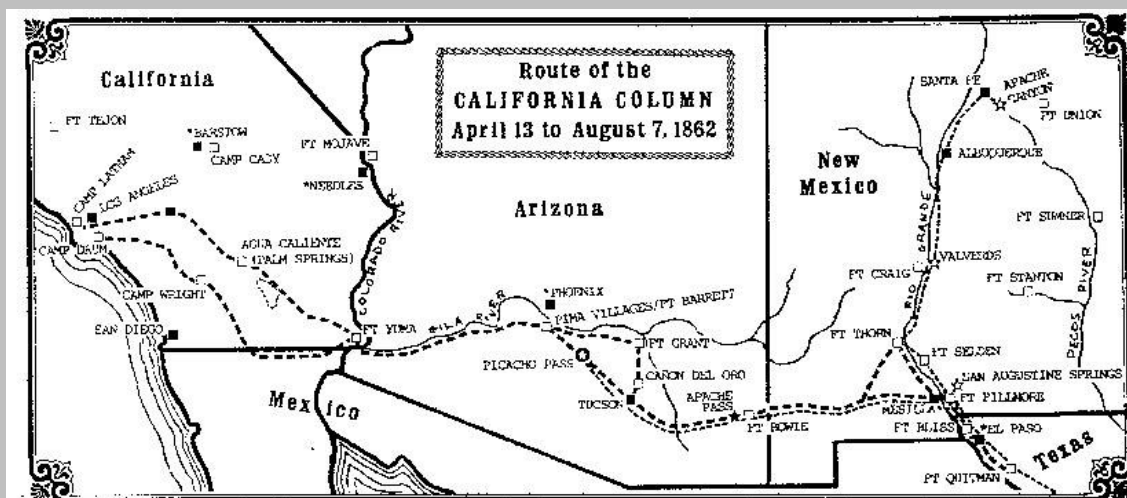 Route of the
CALIFORNIA COLUMN
April 13 to August 7, 1862
California
FT TEJON
*BARSTOW
CAMP CADY
FT MOJAVE
*NEEDLES
CAMP LATHAM
LOS ANGELES
CAMP DRUM
AGUA CALIENTE
(PALM SPRINGS)
CAMP WRIGHT
SAN DIEGO
COLORADO RIVER
FT YUMA
Mexico
Arizona
GILA RIVER
*PHOENIX
PIMA VILLAGES/FT BARRETT
PICACHO PASS
FT GRANT
CAÑON DEL ORO
TUCSON
APACHE
PASS
FT BOWIE
New
Mexico
SANTA FE
APACHE
CANYON
FT UNION
ALBUQUERQUE
RIO GRANDE
FT SUMNER
FT CRAIG
VALVERDE
FT STANTON
PECOS RIVER
FT THORN
FT SELDEN
SAN AUGUSTINE SPRINGS
MESILLA
FT FILLMORE
FT BLISS
*EL PASO
Texas
FT QUITMAN